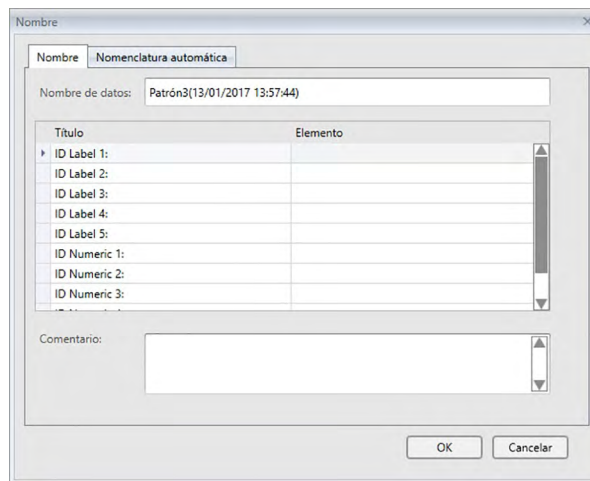 Nombre
Nombre Nomenclatura automática
Nombre de datos: Patrón3(13/01/2017 13:57:44)
Título Elemento
ID Label 1:
ID Label 2:
ID Label 3:
ID Label 4:
ID Label 5:
ID Numeric 1:
ID Numeric 2:
ID Numeric 3:
Comentario:
OK Cancelar